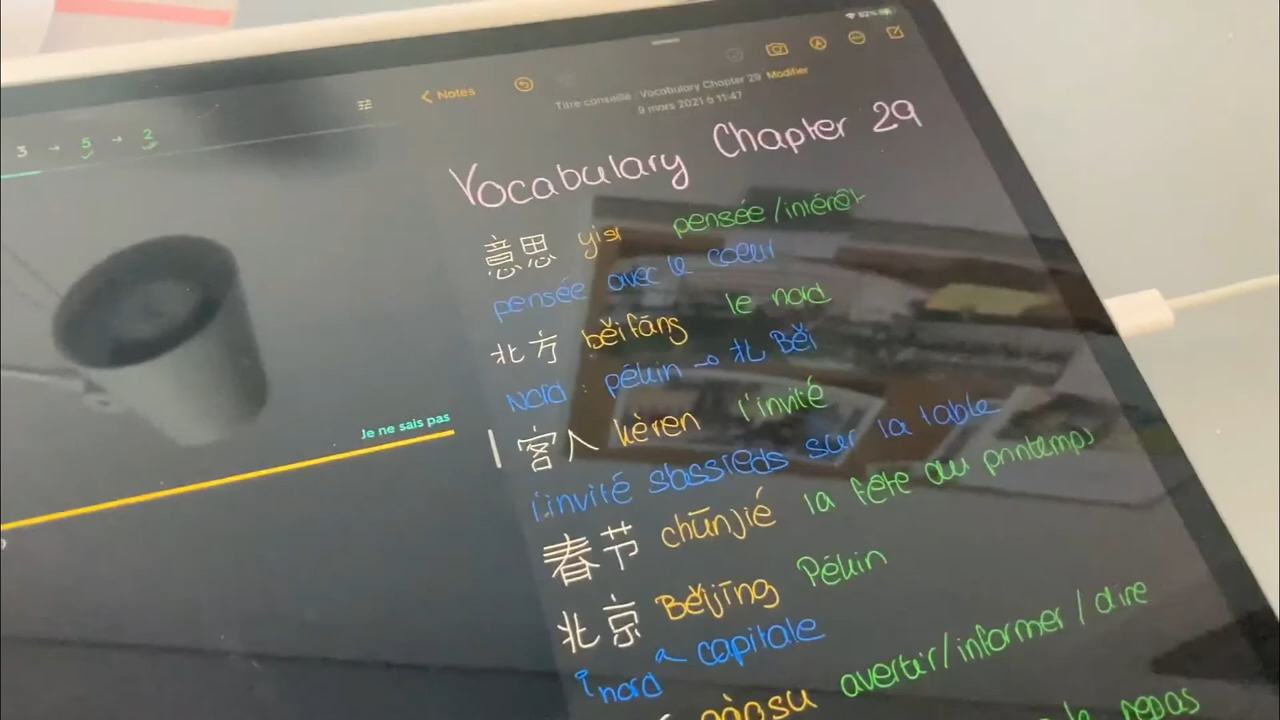 82%
Notes
Titre conseillé : Vocabulary Chapter 29 Modifier
9 mars 2021 à 11:47
3 → 5 → 2
Vocabulary Chapter 29
意思 yìsi pensée/intérêt
pensée avec le coeur
北方 běifāng le nord
Nord : pékin → 北 Běi
客人 kèren l'invité
l'invité s'assieds sur la table
Je ne sais pas
春节 chūnjié la fête du printemps
北京 Běijīng Pékin
nord capitale
gàosu avertir/informer/dire
repas